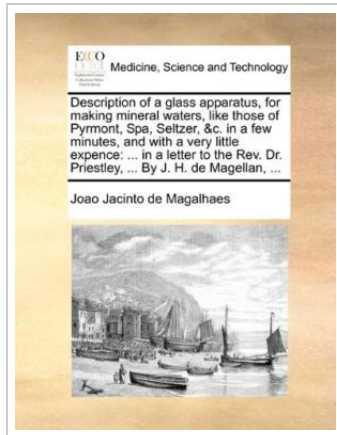 ECCO
Medicine, Science and Technology
Description of a glass apparatus, for
making mineral waters, like those of
Pyrmont, Spa, Seltzer, &c. in a few
minutes, and with a very little
expence: ... in a letter to the Rev. Dr.
Priestley, ... By J. H. de Magellan, ...
Joao Jacinto de Magalhaes